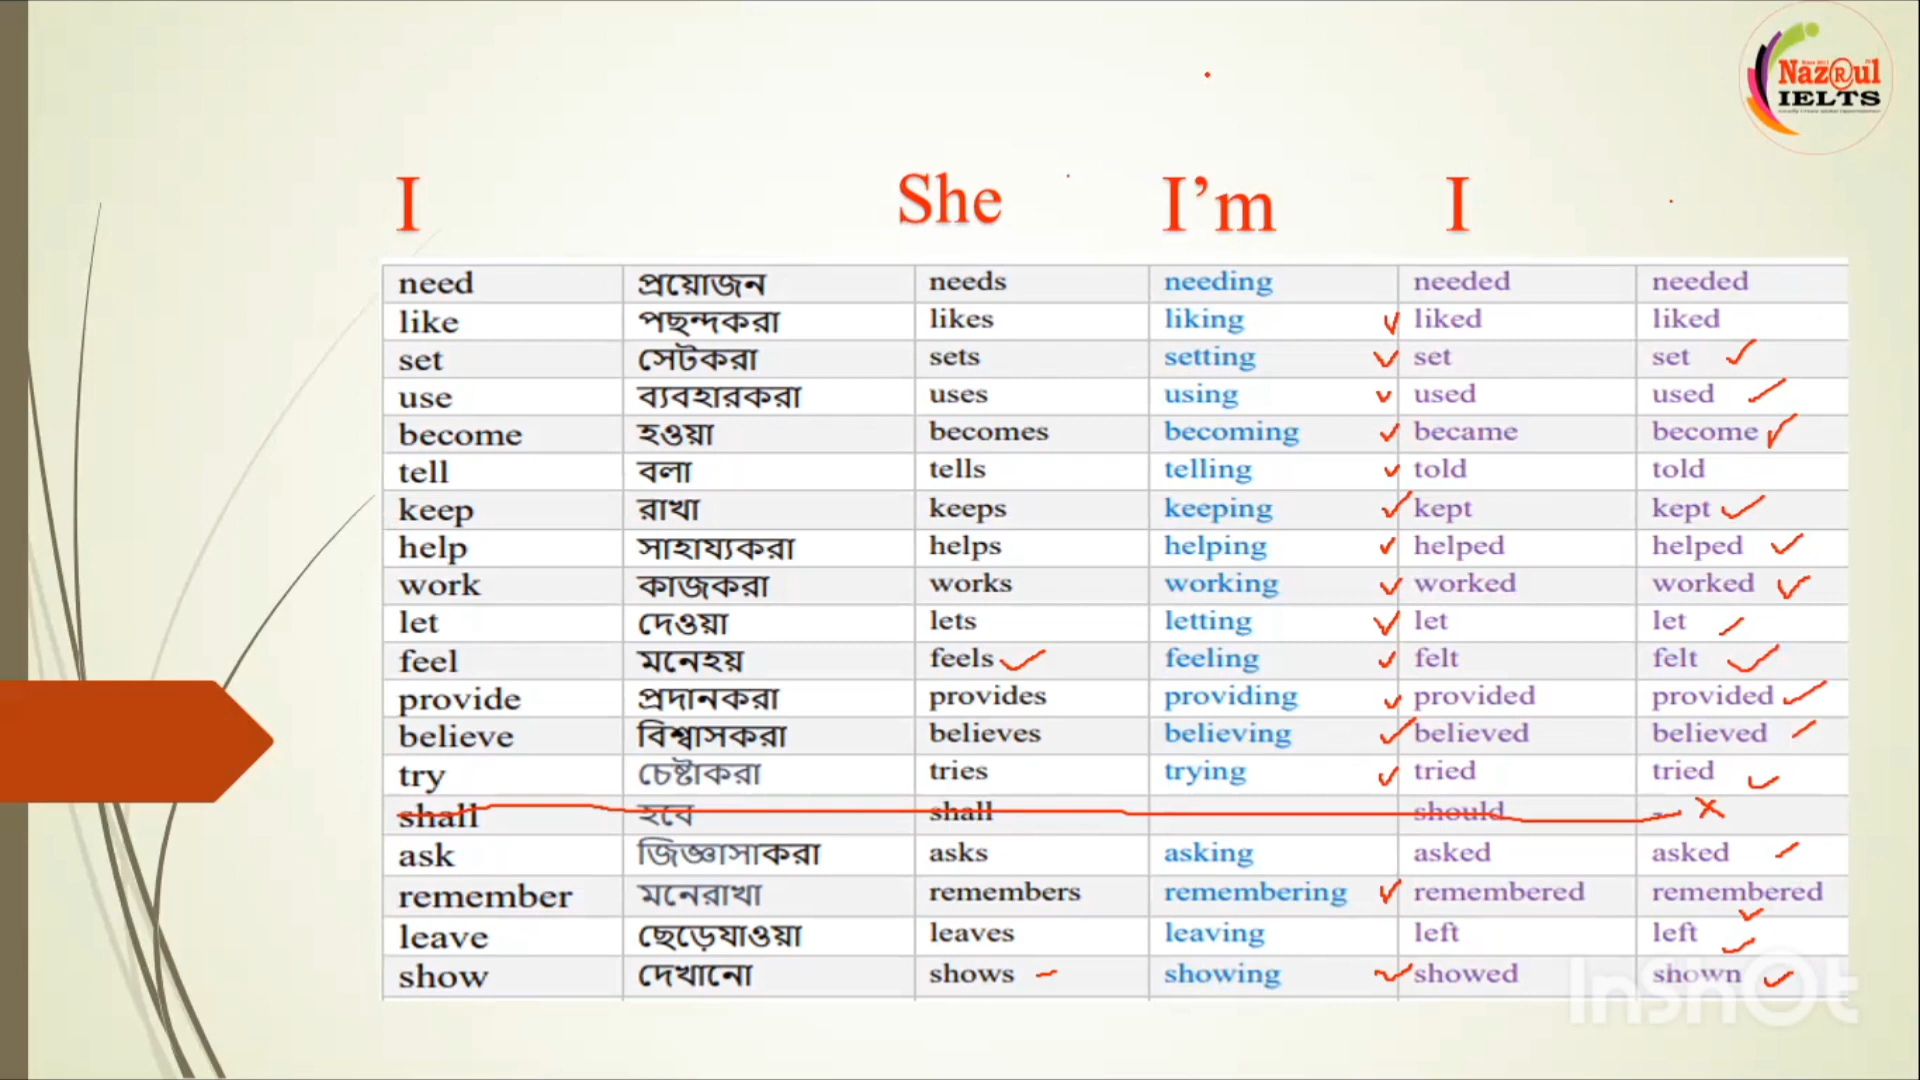 Nazrul
IELTS
I She I’m I
need প্রয়োজন needs needing needed needed
like পছন্দকরা likes liking liked liked
set সেটকরা sets setting set set
use ব্যবহারকরা uses using used used
become হওয়া becomes becoming became become
tell বলা tells telling told told
keep রাখা keeps keeping kept kept
help সাহায্যকরা helps helping helped helped
work কাজকরা works working worked worked
let দেওয়া lets letting let let
feel মনেহয় feels feeling felt felt
provide প্রদানকরা provides providing provided provided
believe বিশ্বাসকরা believes believing believed believed
try চেষ্টাকরা tries trying tried tried
shall হবে shall should -
ask জিজ্ঞাসাকরা asks asking asked asked
remember মনেরাখা remembers remembering remembered remembered
leave ছেড়েযাওয়া leaves leaving left left
show দেখানো shows showing showed shown
InShOt